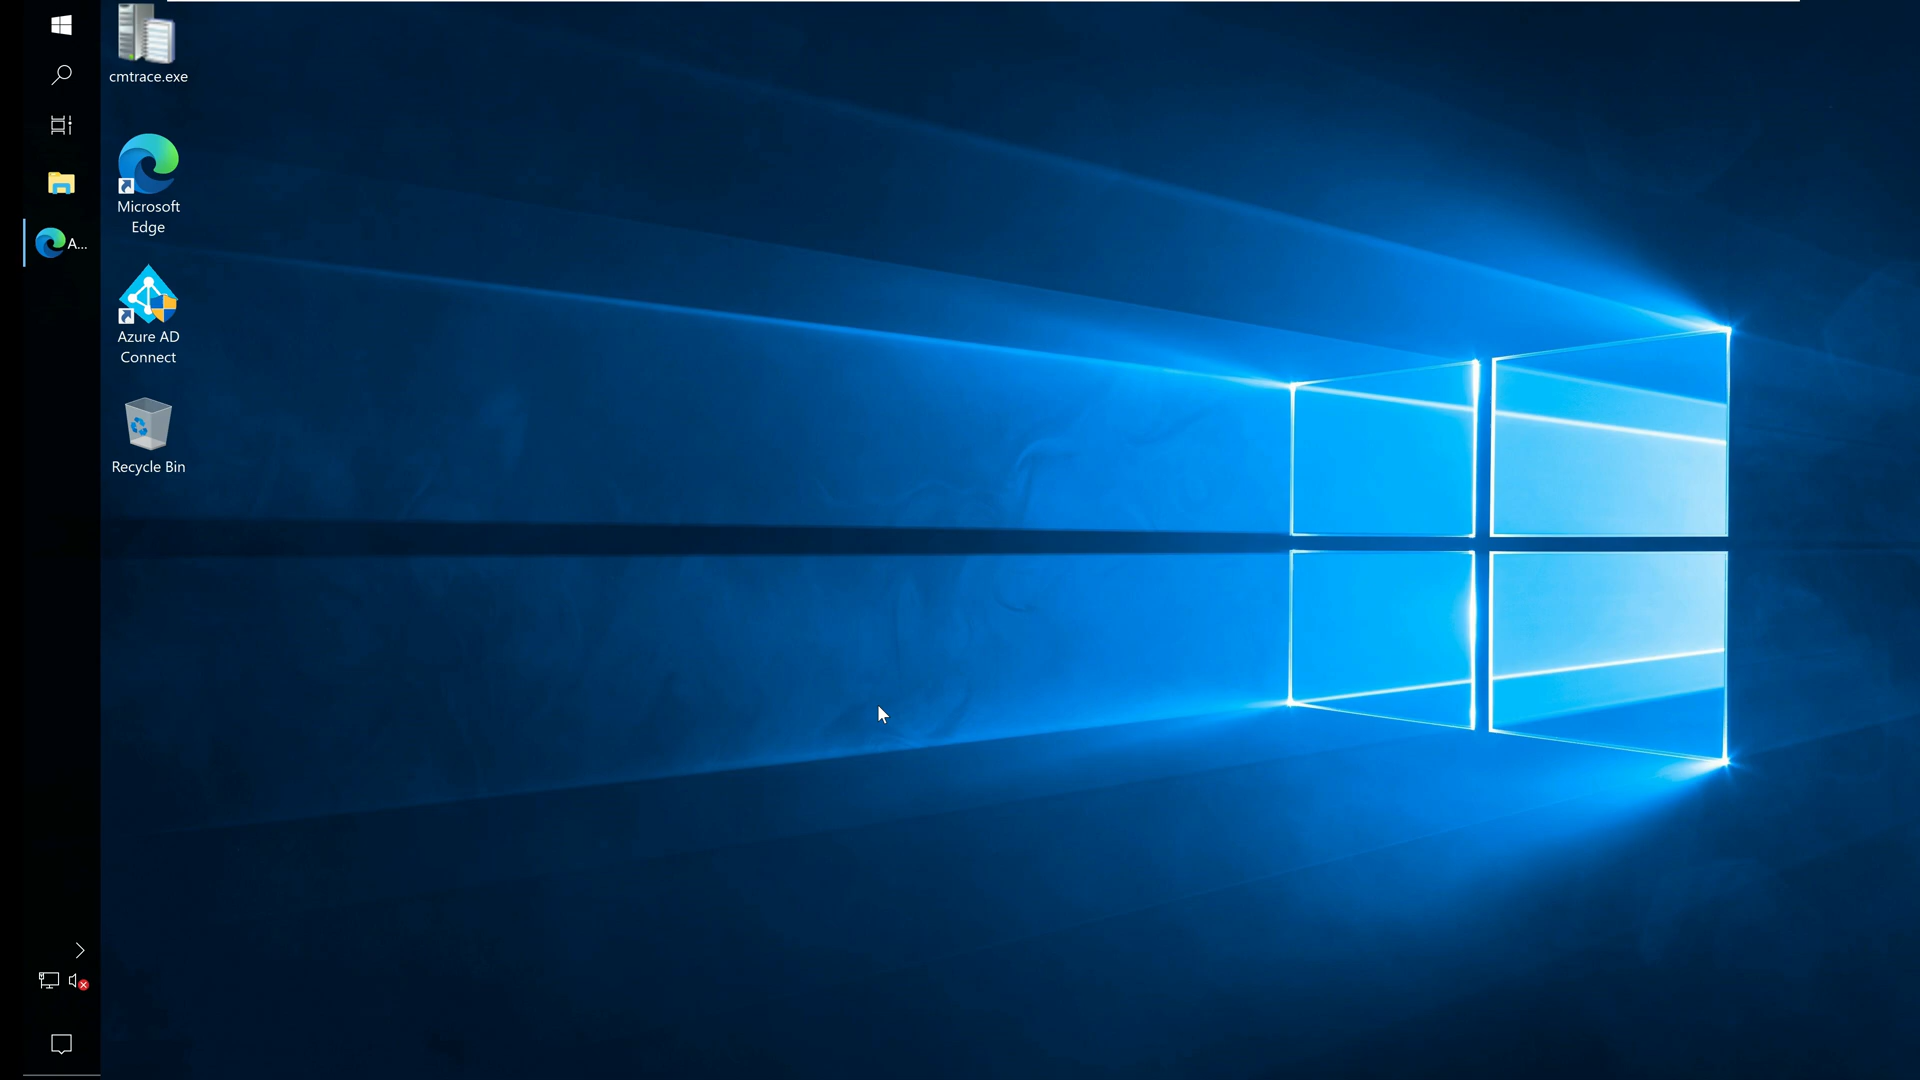 cmtrace.exe
Microsoft
Edge
A...
Azure AD
Connect
Recycle Bin